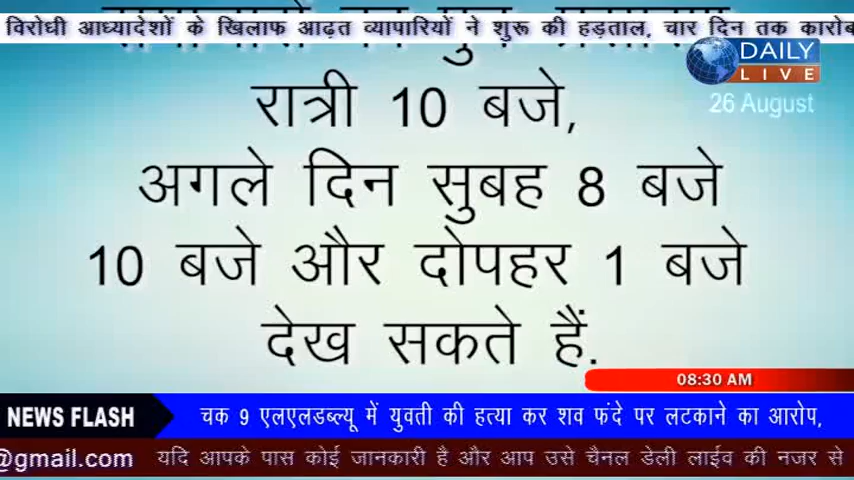 विरोधी आध्यादेशों के खिलाफ आढ़त व्यापारियों ने शुरू की हड़ताल, चार दिन तक कारोब
DAILY
LIVE
26 August
रात्री 10 बजे,
अगले दिन सुबह 8 बजे
10 बजे और दोपहर 1 बजे
देख सकते हैं.
08:30 AM
NEWS FLASH चक 9 एलएलडब्ल्यू में युवती की हत्या कर शव फंदे पर लटकाने का आरोप,
@gmail.com यदि आपके पास कोई जानकारी है और आप उसे चैनल डेली लाईव की नजर से